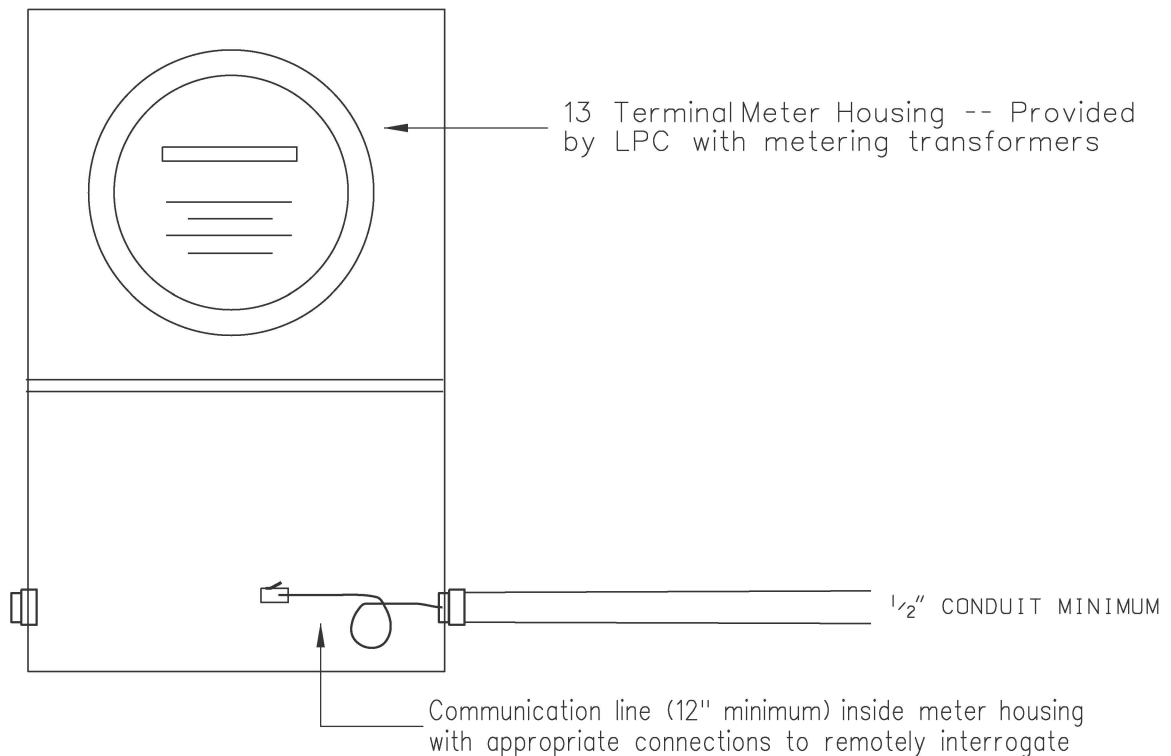 13 Terminal Meter Housing -- Provided
by LPC with metering transformers
1/2" CONDUIT MINIMUM
Communication line (12" minimum) inside meter housing
with appropriate connections to remotely interrogate